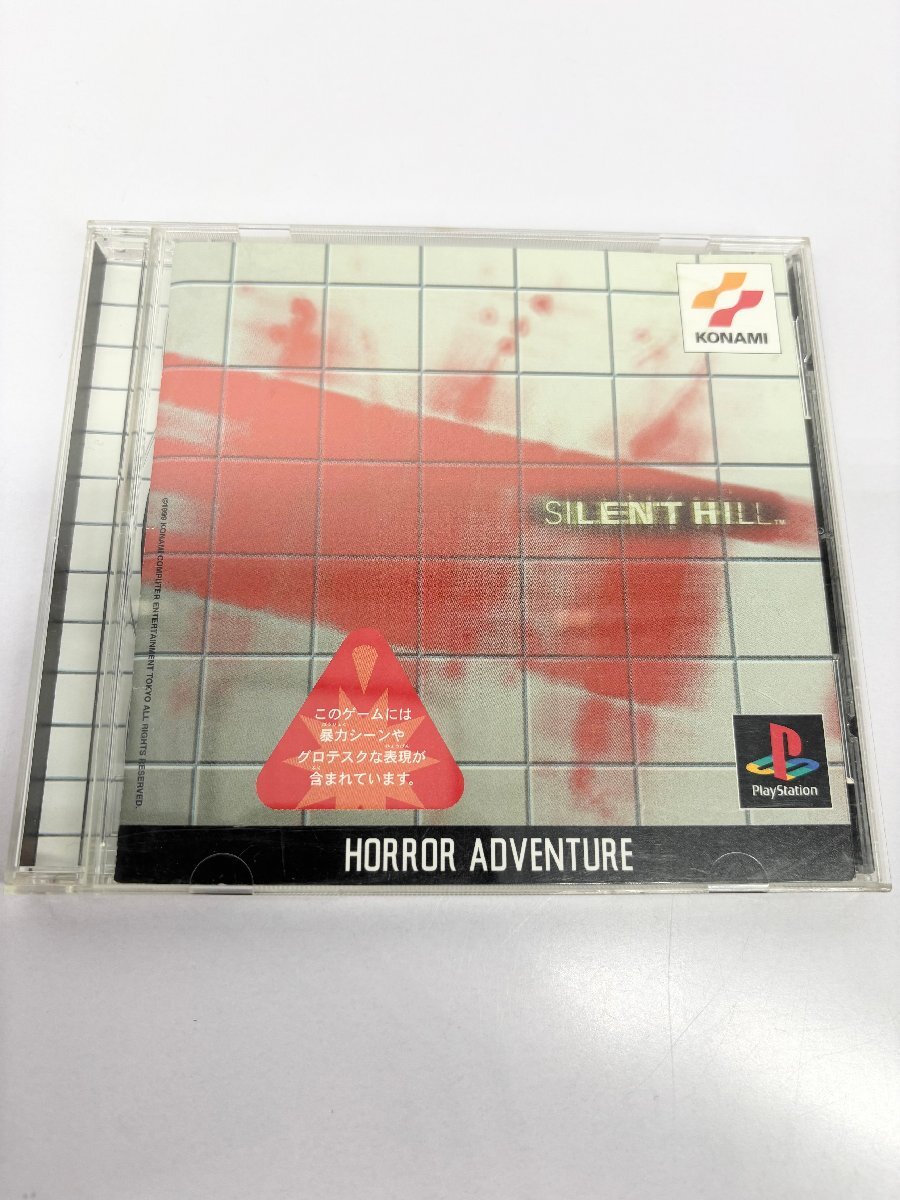 KONAMI
SILENT HILL™
©1999 KONAMI COMPUTER ENTERTAINMENT TOKYO ALL RIGHTS RESERVED.
このゲームには
暴力シーンや
グロテスクな表現が
含まれています。
PlayStation
HORROR ADVENTURE